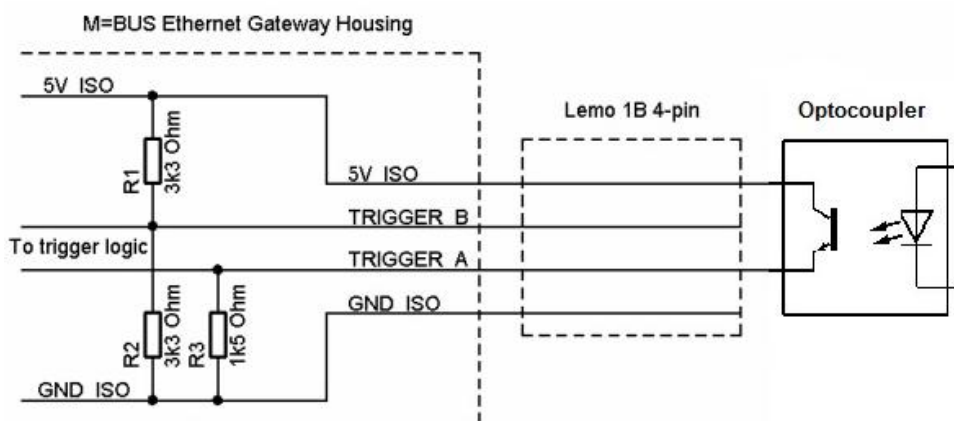 M=BUS Ethernet Gateway Housing
5V ISO
Lemo 1B 4-pin
Optocoupler
R1
3k3 Ohm
5V ISO
TRIGGER B
To trigger logic
TRIGGER A
GND ISO
R2
3k3 Ohm
R3
1k5 Ohm
GND ISO